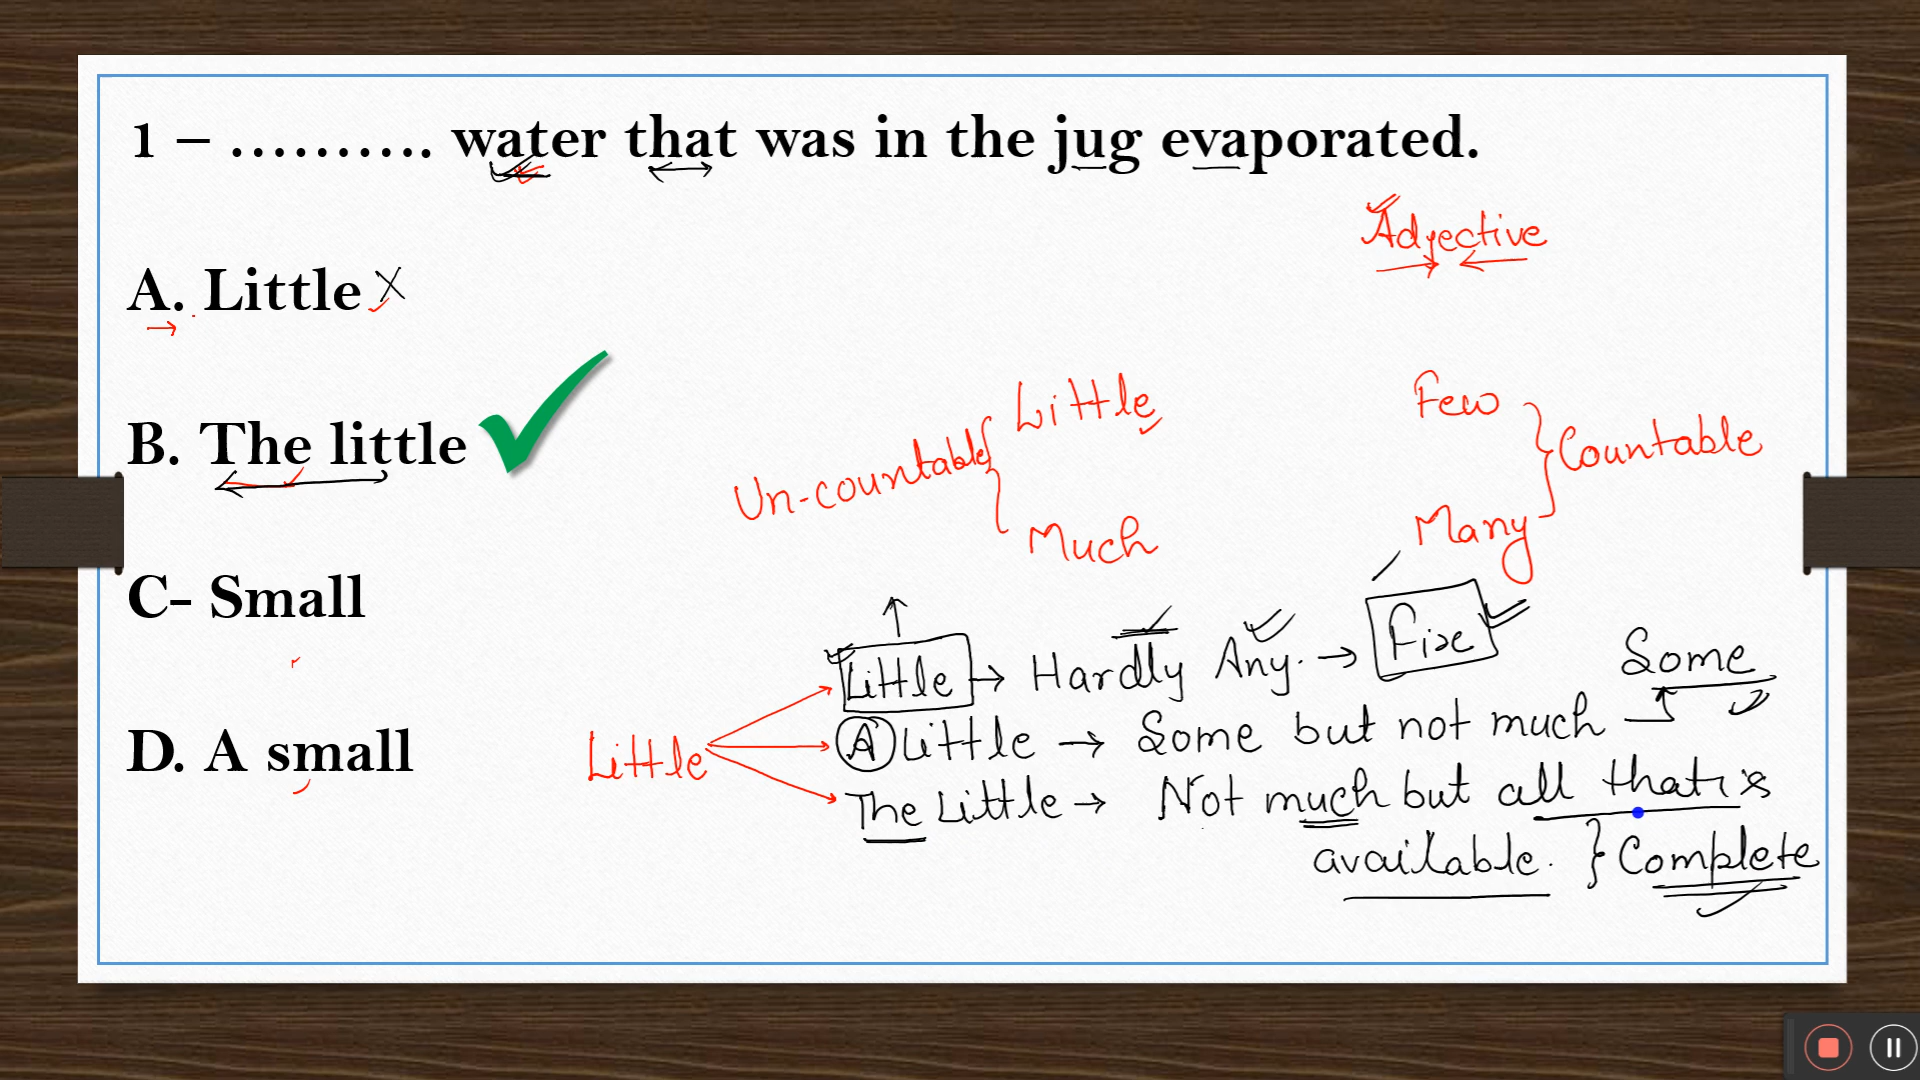 1 – ………. water that was in the jug evaporated.
Adjective
A. Little X
B. The little
Un-countable { Little
Much
Few
Many } Countable
C- Small
D. A small
Little
Little → Hardly Any. →
A Little → Some but not much
Some
The Little → Not much but all that is
available. } Complete